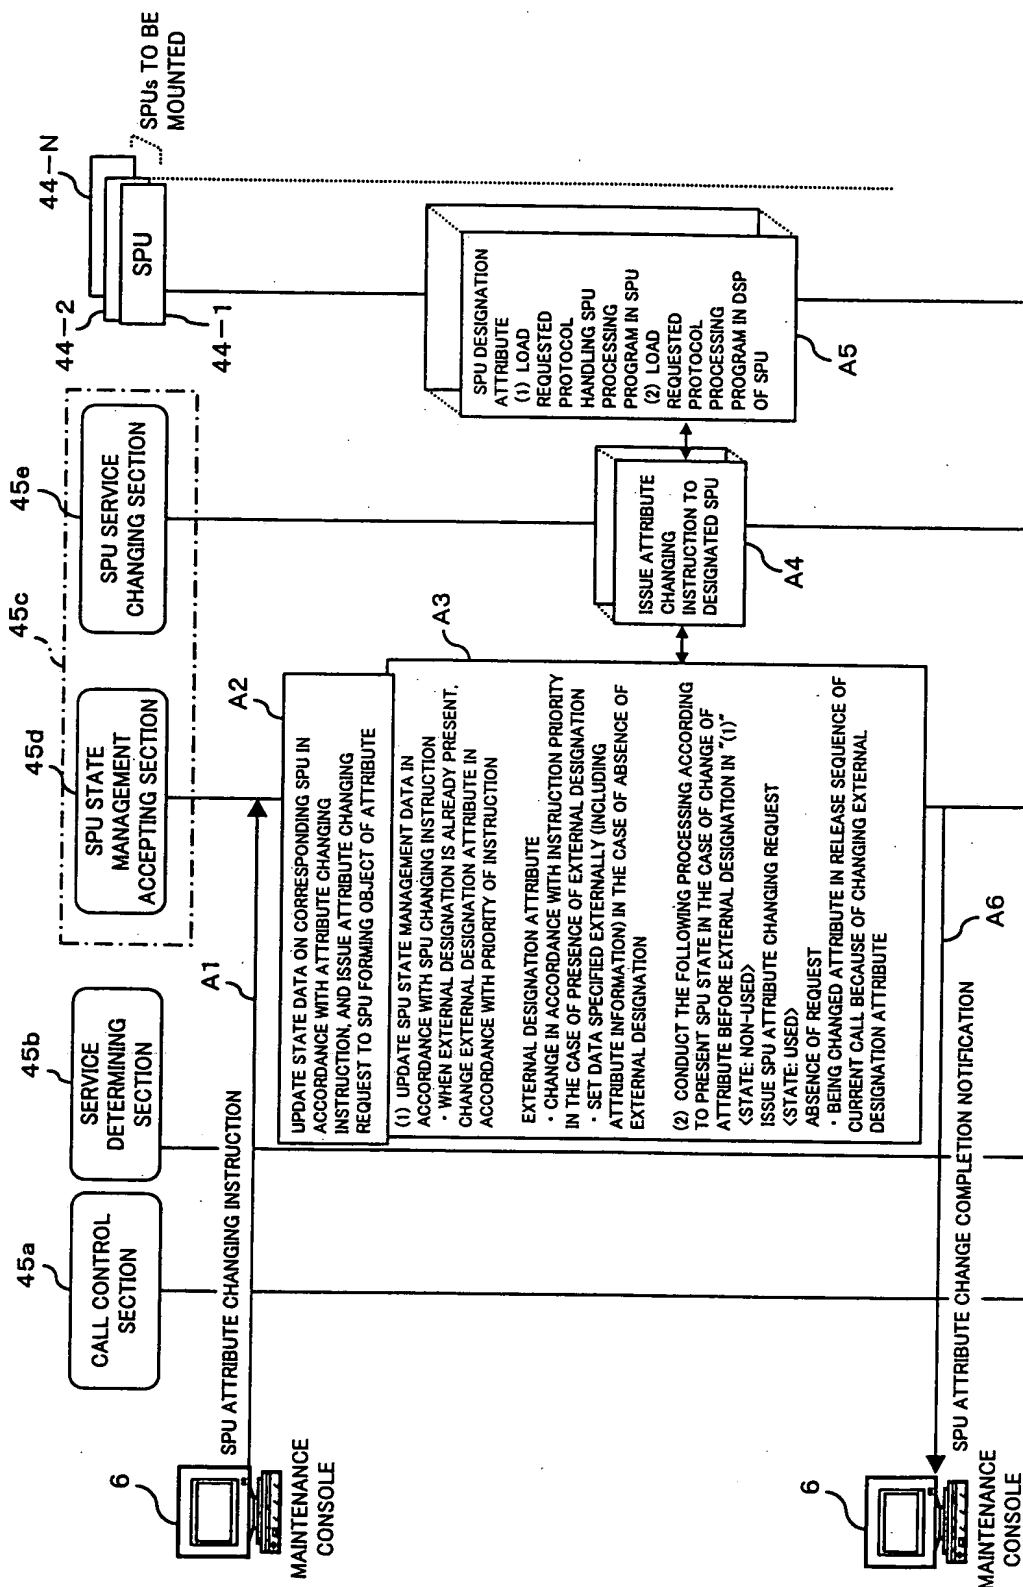 6
MAINTENANCE
CONSOLE
45a
CALL CONTROL
SECTION
45b
SERVICE
DETERMINING
SECTION
45c
45d
SPU STATE
MANAGEMENT
ACCEPTING SECTION
45e
SPU SERVICE
CHANGING SECTION
44-2
44-N
SPU
44-1
SPUs TO BE
MOUNTED
SPU ATTRIBUTE CHANGING INSTRUCTION
A1
A2
UPDATE STATE DATA ON CORRESPONDING SPU IN
ACCORDANCE WITH ATTRIBUTE CHANGING
INSTRUCTION, AND ISSUE ATTRIBUTE CHANGING
REQUEST TO SPU FORMING OBJECT OF ATTRIBUTE
A3
(1) UPDATE SPU STATE MANAGEMENT DATA IN
ACCORDANCE WITH SPU CHANGING INSTRUCTION
· WHEN EXTERNAL DESIGNATION IS ALREADY PRESENT,
CHANGE EXTERNAL DESIGNATION ATTRIBUTE IN
ACCORDANCE WITH PRIORITY OF INSTRUCTION
EXTERNAL DESIGNATION ATTRIBUTE
· CHANGE IN ACCORDANCE WITH INSTRUCTION PRIORITY
IN THE CASE OF PRESENCE OF EXTERNAL DESIGNATION
· SET DATA SPECIFIED EXTERNALLY (INCLUDING
ATTRIBUTE INFORMATION) IN THE CASE OF ABSENCE OF
EXTERNAL DESIGNATION
(2) CONDUCT THE FOLLOWING PROCESSING ACCORDING
TO PRESENT SPU STATE IN THE CASE OF CHANGE OF
ATTRIBUTE BEFORE EXTERNAL DESIGNATION IN "(1)"
<STATE: NON-USED>
ISSUE SPU ATTRIBUTE CHANGING REQUEST
<STATE: USED>
ABSENCE OF REQUEST
· BEING CHANGED ATTRIBUTE IN RELEASE SEQUENCE OF
CURRENT CALL BECAUSE OF CHANGING EXTERNAL
DESIGNATION ATTRIBUTE
ISSUE ATTRIBUTE
CHANGING
INSTRUCTION TO
DESIGNATED SPU
A4
SPU DESIGNATION
ATTRIBUTE
(1) LOAD
REQUESTED
PROTOCOL
HANDLING SPU
PROCESSING
PROGRAM IN SPU
(2) LOAD
REQUESTED
PROTOCOL
PROCESSING
PROGRAM IN DSP
OF SPU
A5
6
MAINTENANCE
CONSOLE
SPU ATTRIBUTE CHANGE COMPLETION NOTIFICATION
A6